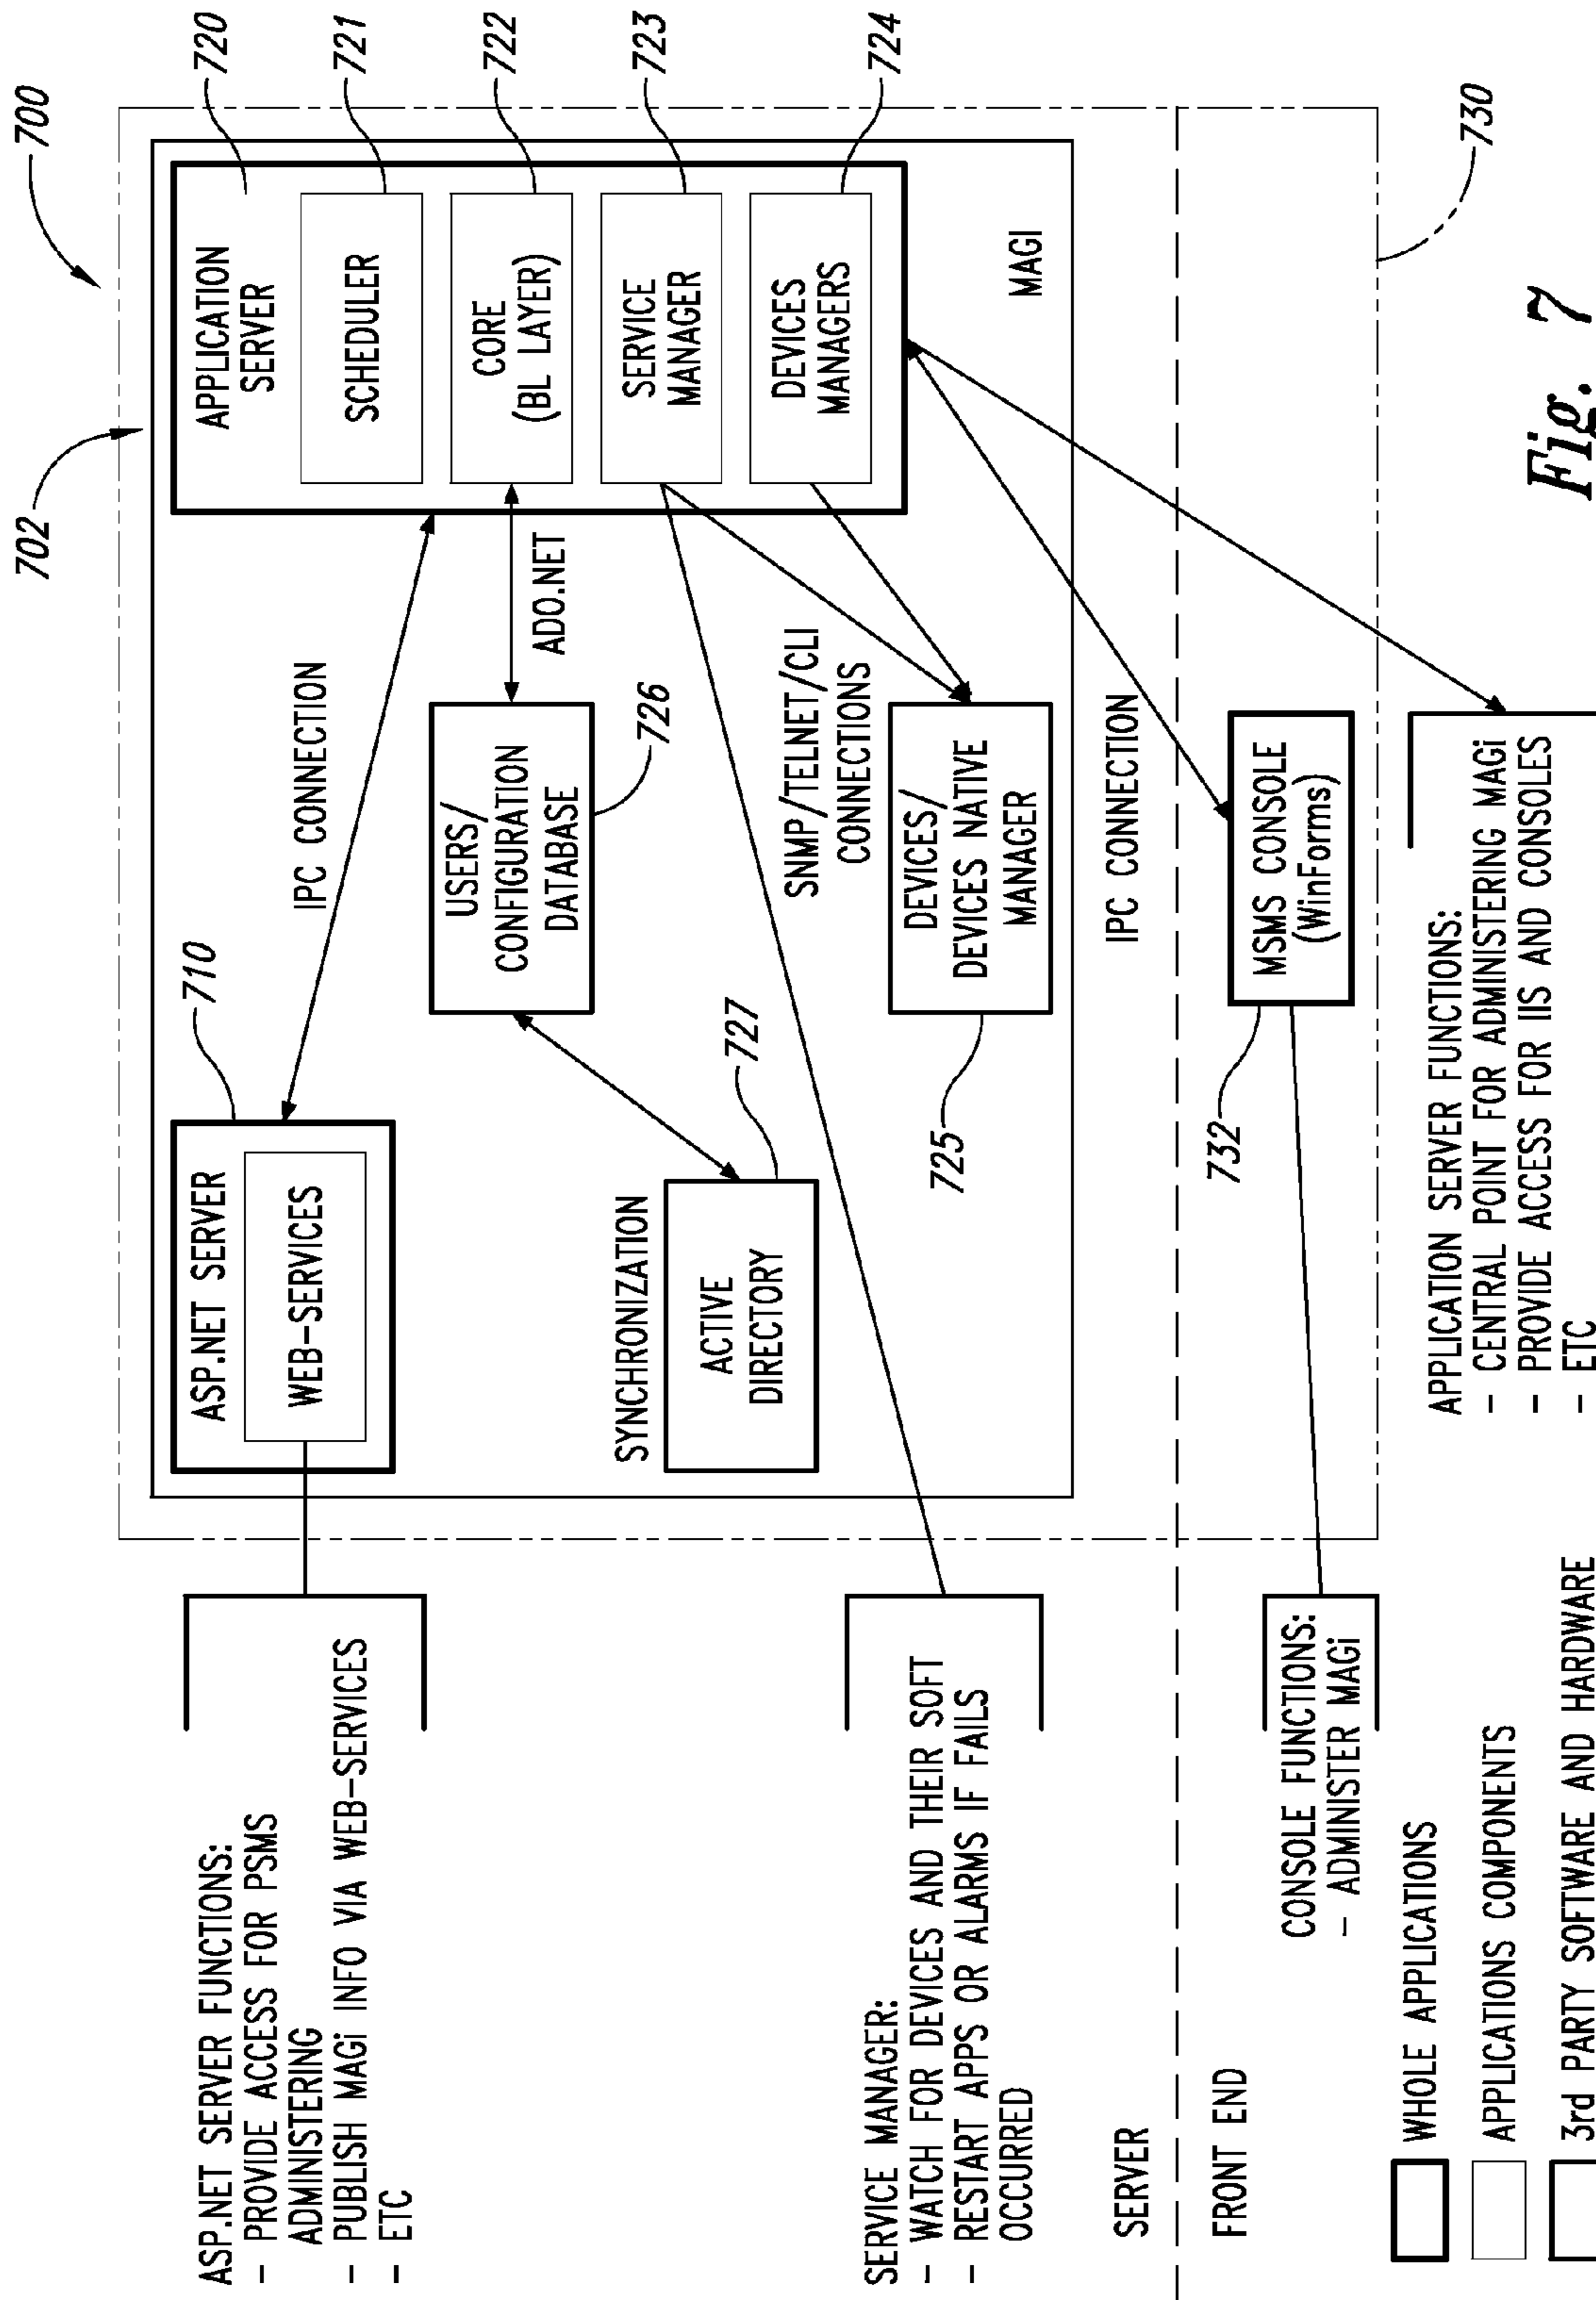 700
702
720
721
722
723
724
APPLICATION
SERVER
SCHEDULER
CORE
(BL LAYER)
SERVICE
MANAGER
DEVICES
MANAGERS
MAGI
730
IPC CONNECTION
ADO.NET
710
ASP.NET SERVER
WEB-SERVICES
USERS/
CONFIGURATION
DATABASE
726
SYNCHRONIZATION
727
ACTIVE
DIRECTORY
SNMP/TELNET/CLI
CONNECTIONS
DEVICES/
DEVICES NATIVE
MANAGER
725
IPC CONNECTION
MSMS CONSOLE
(WinForms)
732
ASP.NET SERVER FUNCTIONS:
- PROVIDE ACCESS FOR PSMS
ADMINISTERING
- PUBLISH MAGi INFO VIA WEB-SERVICES
- ETC
SERVICE MANAGER:
- WATCH FOR DEVICES AND THEIR SOFT
- RESTART APPS OR ALARMS IF FAILS
OCCURRED
SERVER
FRONT END
CONSOLE FUNCTIONS:
- ADMINISTER MAGi
APPLICATION SERVER FUNCTIONS:
- CENTRAL POINT FOR ADMINISTERING MAGi
- PROVIDE ACCESS FOR IIS AND CONSOLES
- ETC
WHOLE APPLICATIONS
APPLICATIONS COMPONENTS
3rd PARTY SOFTWARE AND HARDWARE
Fig. 7